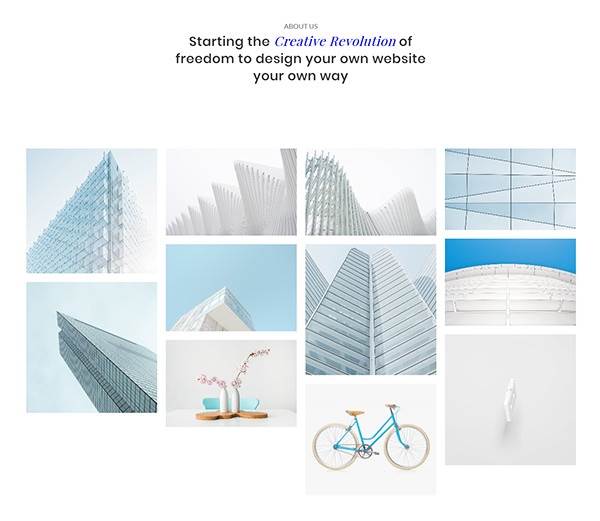 ABOUT US
Starting the Creative Revolution of
freedom to design your own website
your own way